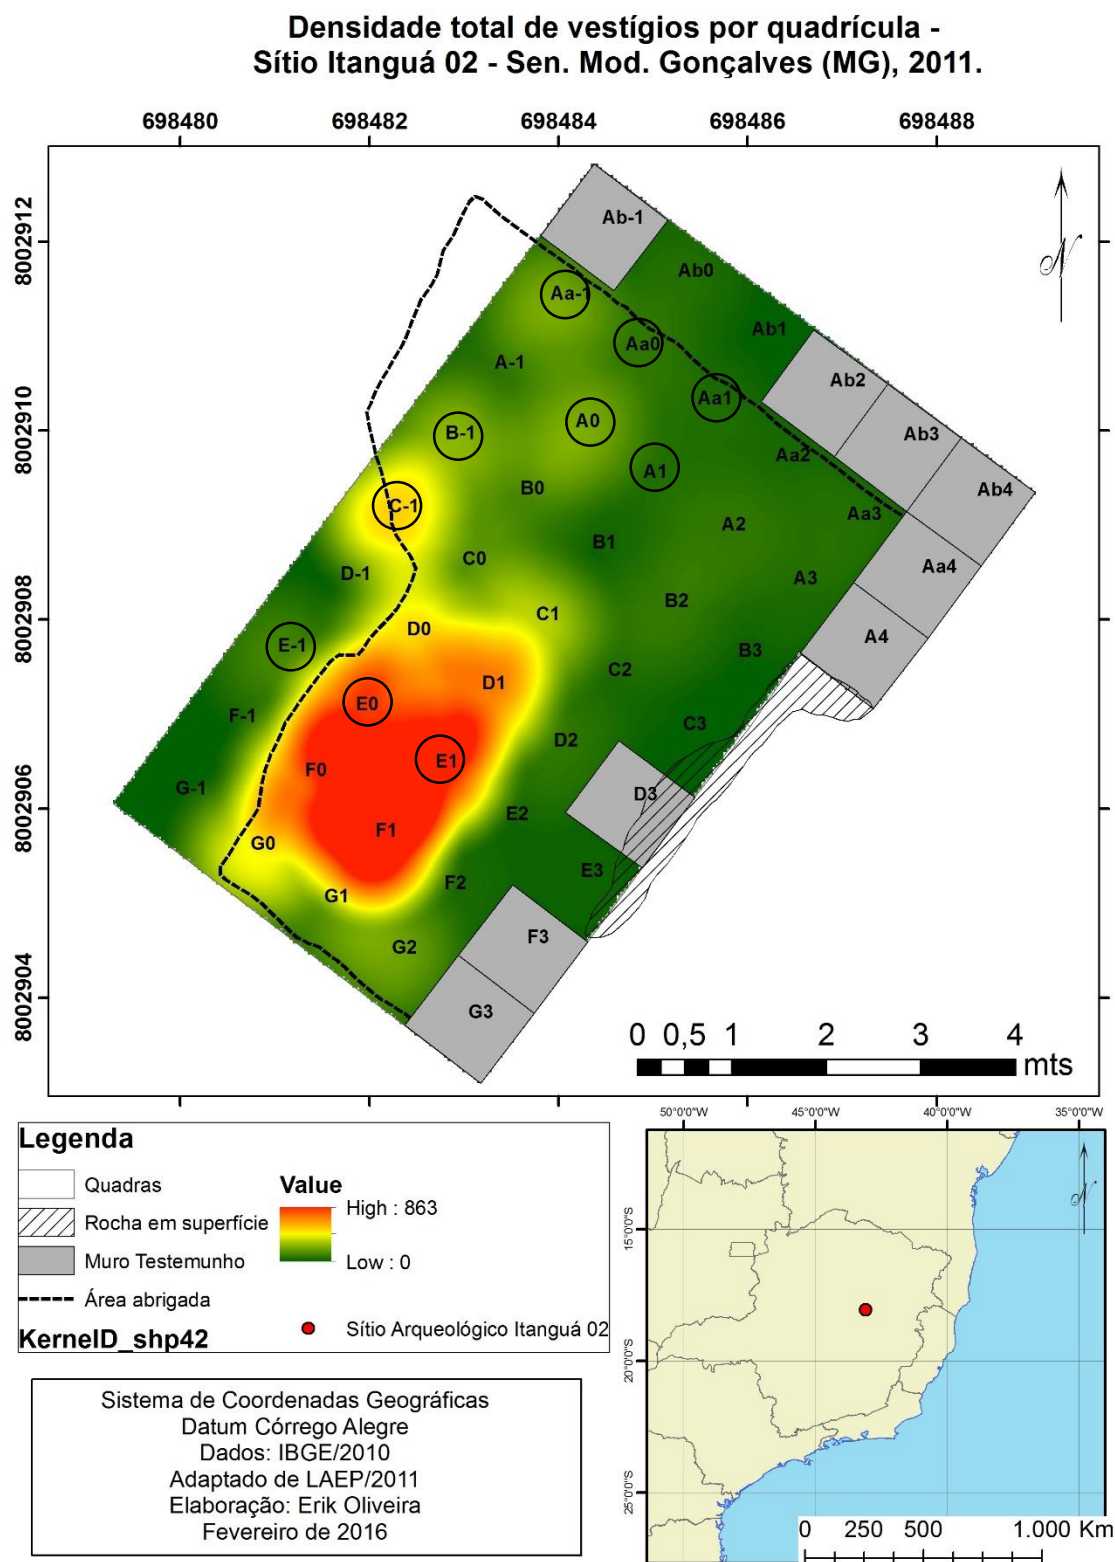 Densidade total de vestígios por quadrícula -
Sítio Itanguá 02 - Sen. Mod. Gonçalves (MG), 2011.
698480 698482 698484 698486 698488
8002912
8002910
8002908
8002906
8002904
N
Ab-1
Ab0
Aa-1
Ab1
Aa0
A-1
Ab2
Aa1
A0
B-1
Ab3
Aa2
A1
B0
Ab4
C-1
Aa3
A2
B1
C0
Aa4
D-1
A3
B2
C1
D0
A4
E-1
B3
C2
D1
E0
F-1
C3
D2
E1
F0
G-1
D3
E2
F1
G0
E3
F2
G1
F3
G2
G3
0 0,5 1 2 3 4
mts
Legenda
Quadras
Rocha em superfície
Muro Testemunho
Área abrigada
KernelD_shp42
Value
High : 863
Low : 0
Sítio Arqueológico Itanguá 02
Sistema de Coordenadas Geográficas
Datum Córrego Alegre
Dados: IBGE/2010
Adaptado de LAEP/2011
Elaboração: Erik Oliveira
Fevereiro de 2016
50°0'0"W 45°0'0"W 40°0'0"W 35°0'0"W
15°0'0"S
20°0'0"S
25°0'0"S
N
0 250 500 1.000 Km